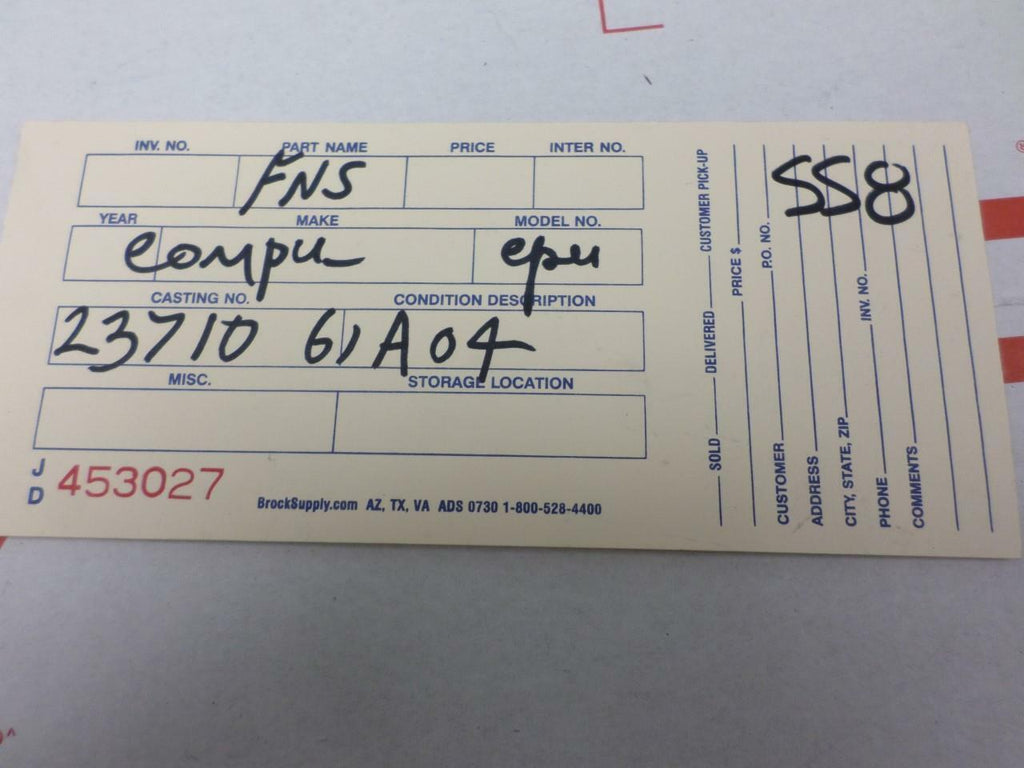 INV. NO. PART NAME PRICE INTER NO.
FNS
YEAR MAKE MODEL NO.
compu cpu
CASTING NO. CONDITION DESCRIPTION
23710 61A04
MISC. STORAGE LOCATION
J D 453027
BrockSupply.com AZ, TX, VA ADS 0730 1-800-528-4400
SOLD DELIVERED CUSTOMER PICK-UP
PRICE $
CUSTOMER P.O. NO.
ADDRESS
CITY, STATE, ZIP
PHONE INV. NO.
COMMENTS
558